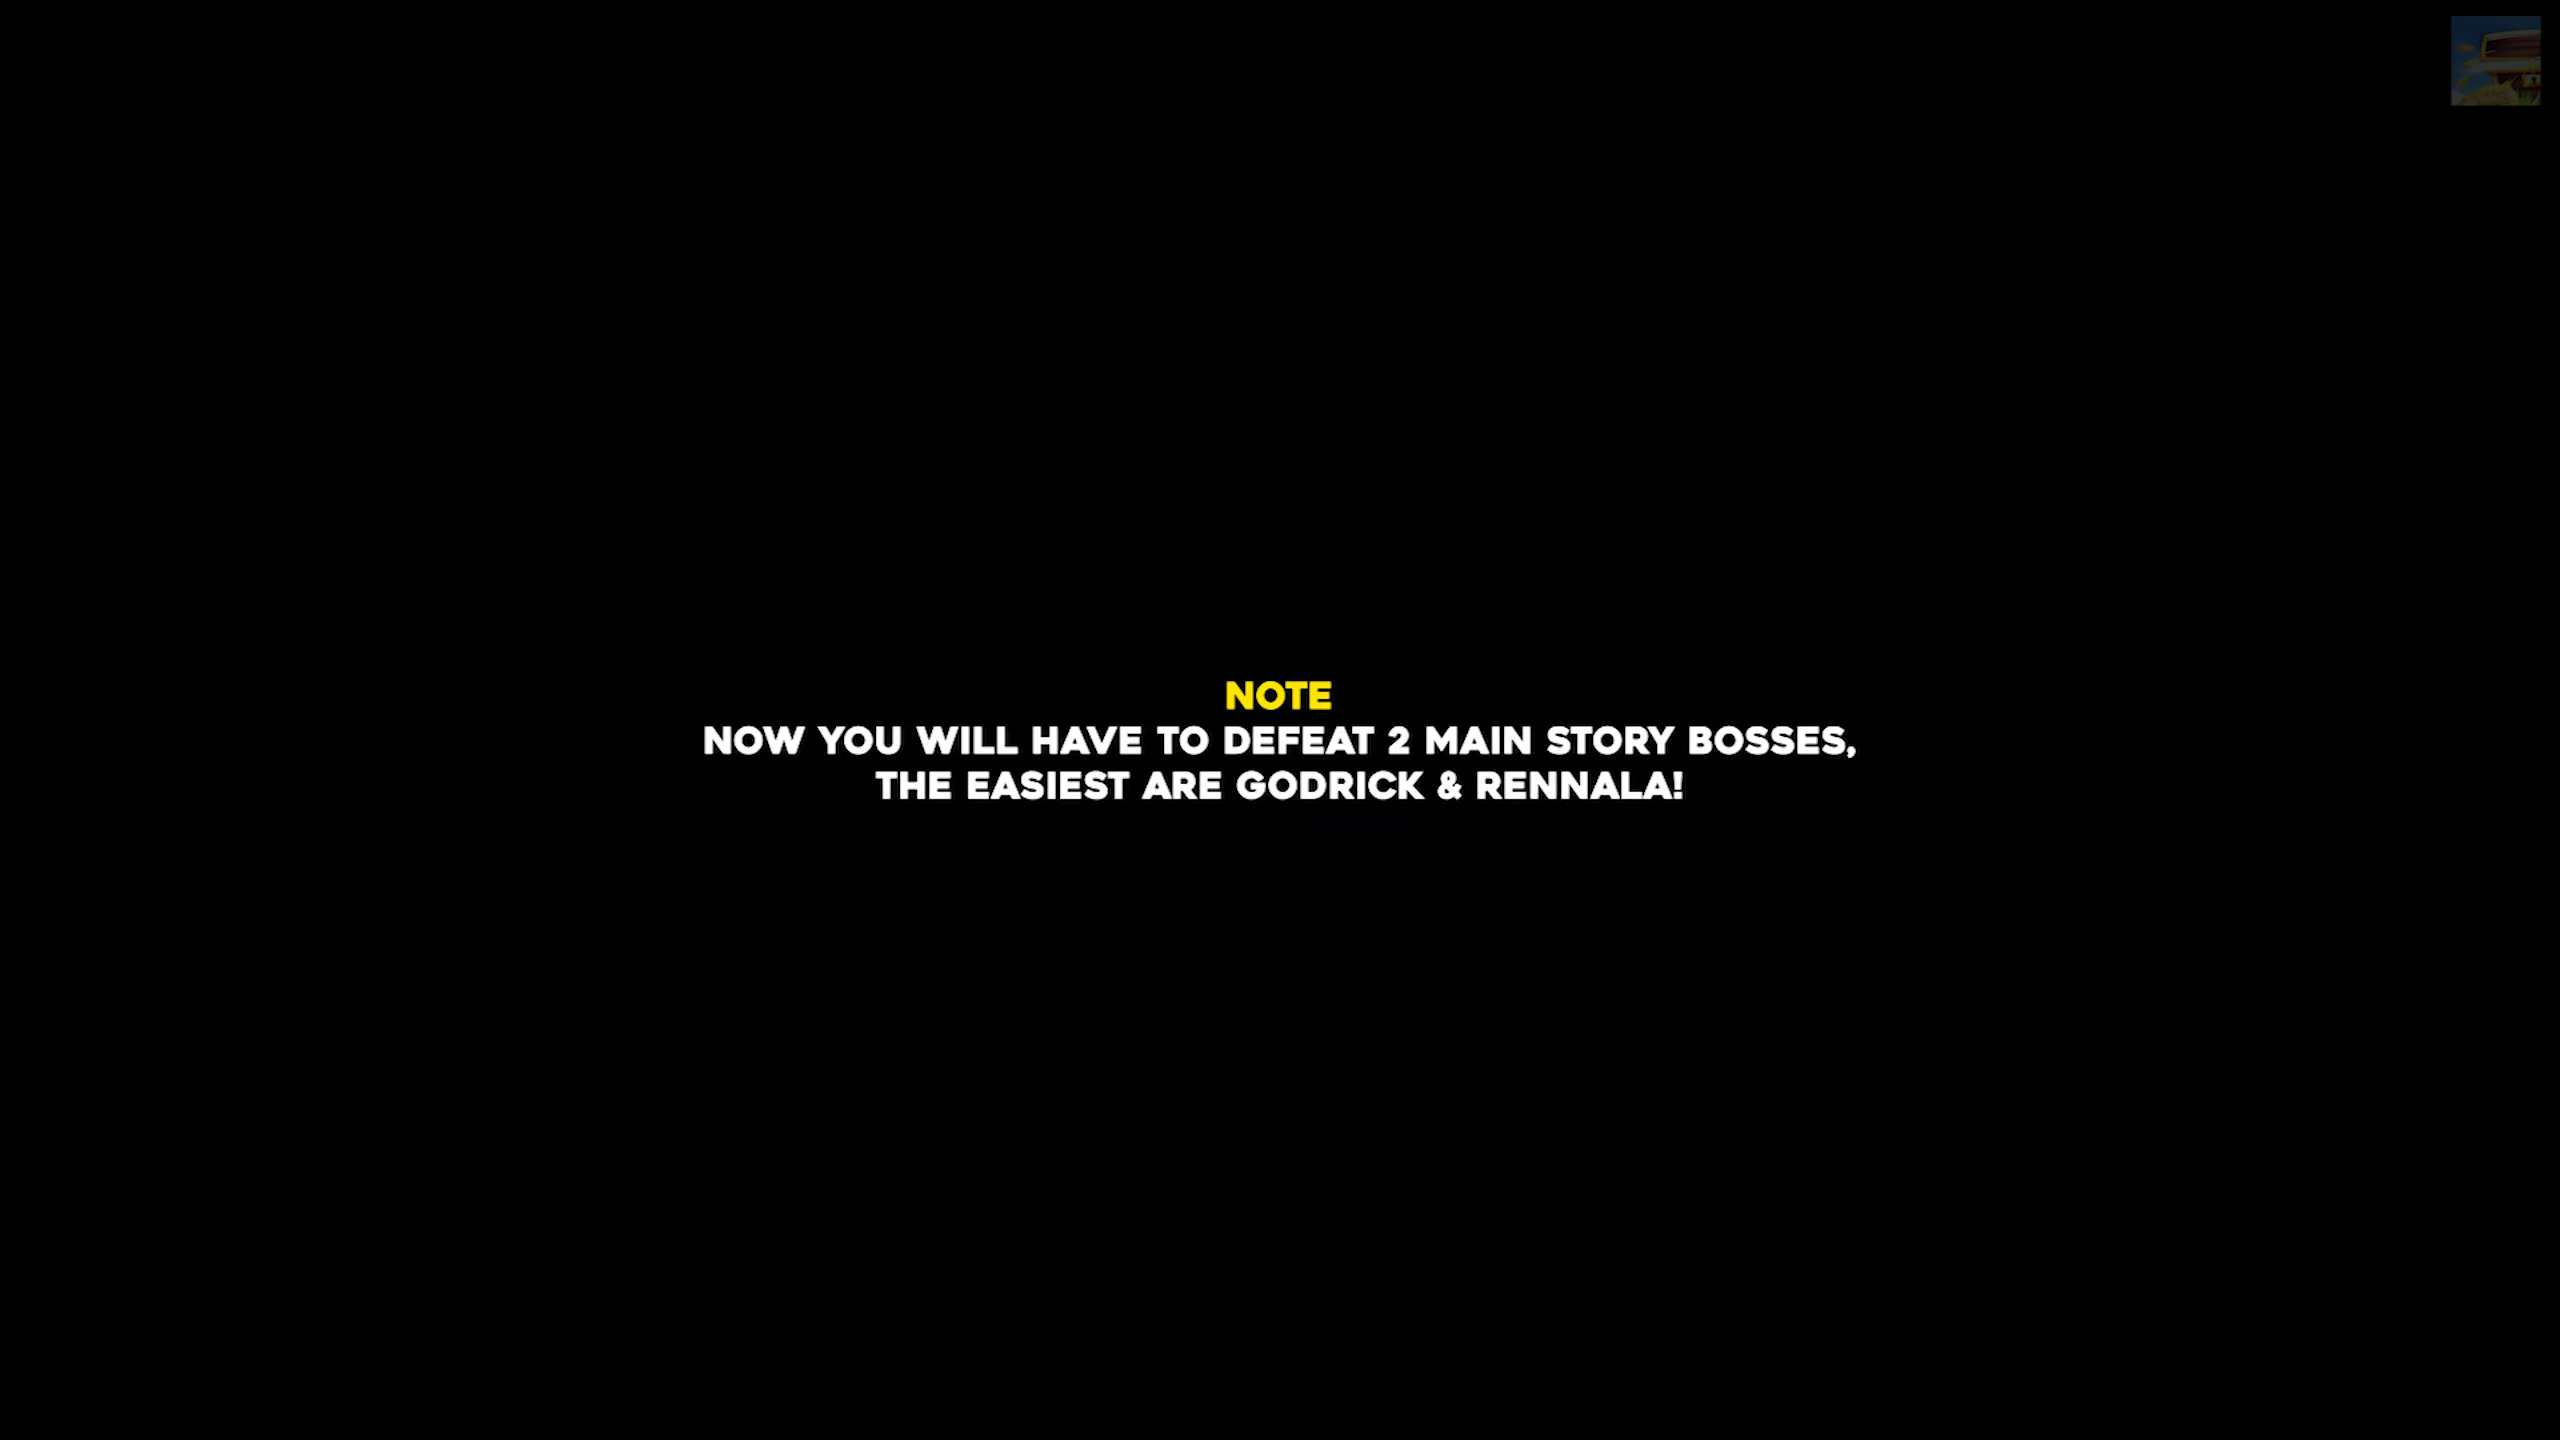 NOTE
NOW YOU WILL HAVE TO DEFEAT 2 MAIN STORY BOSSES,
THE EASIEST ARE GODRICK & RENNALA!